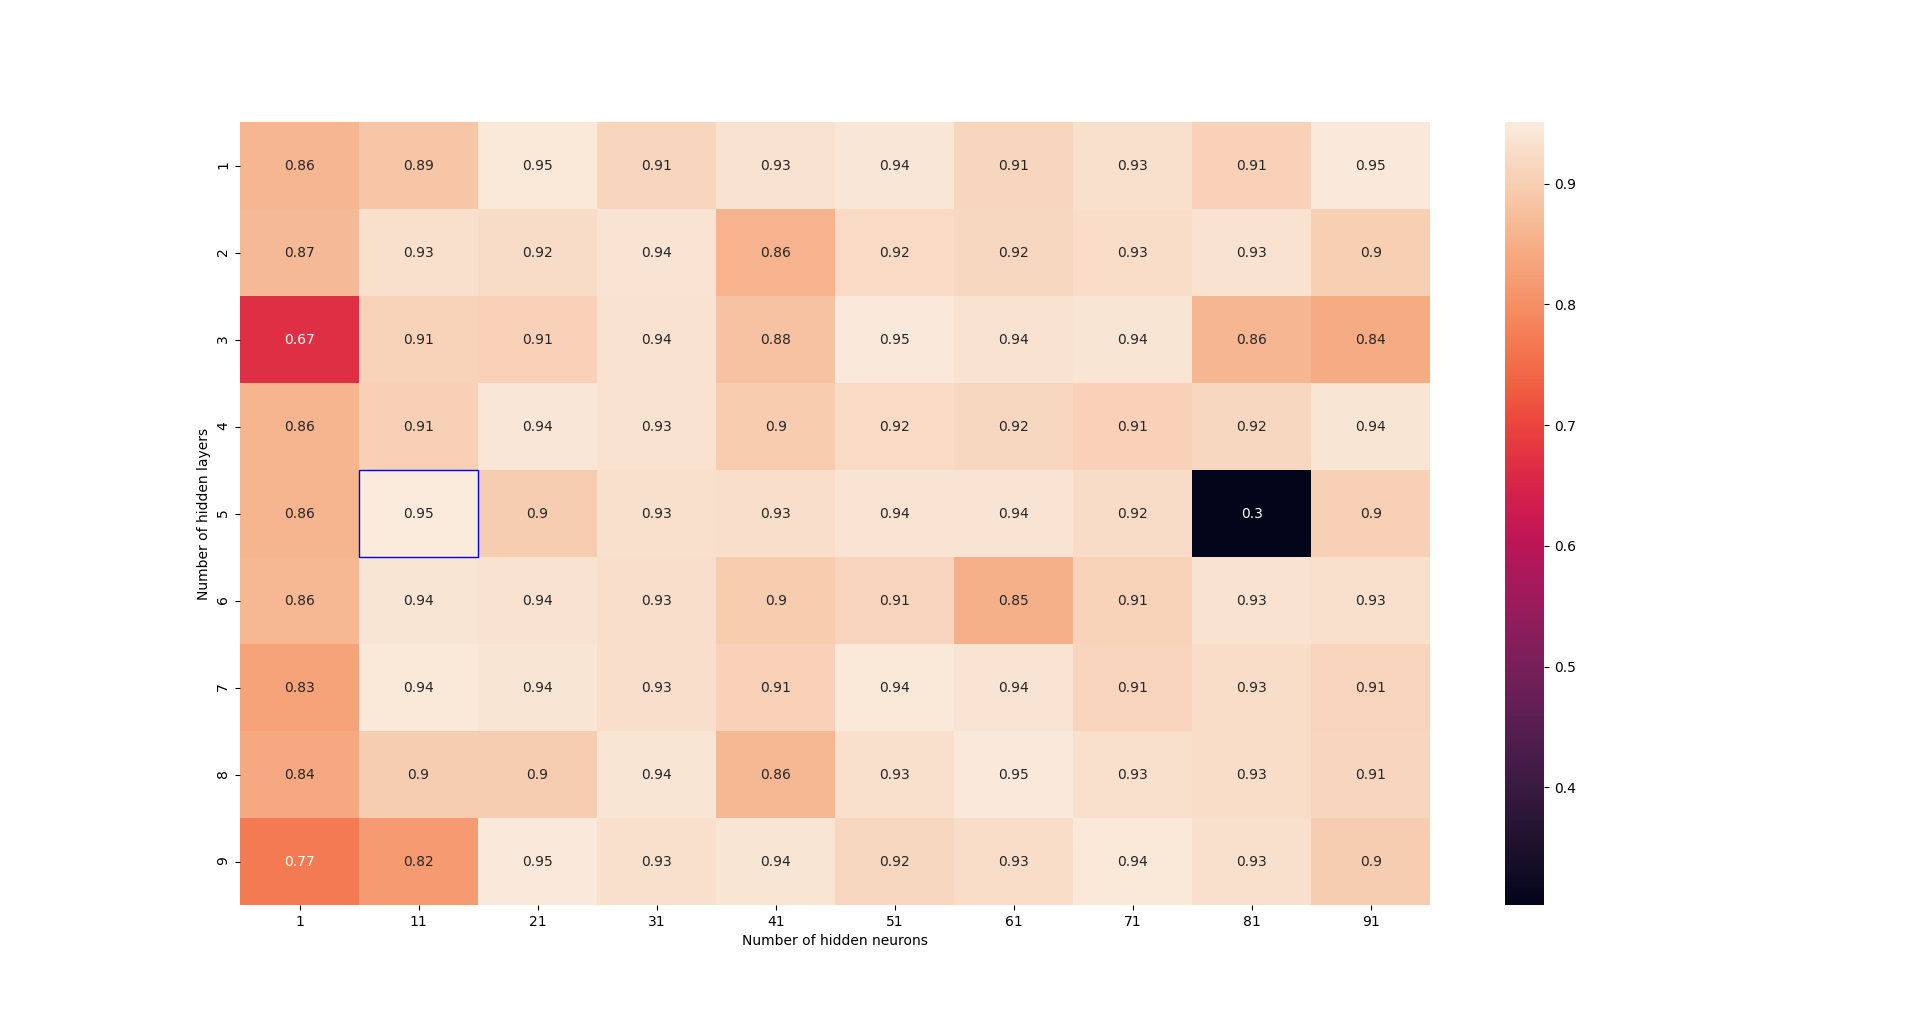 1 0.86 0.89 0.95 0.91 0.93 0.94 0.91 0.93 0.91 0.95
2 0.87 0.93 0.92 0.94 0.86 0.92 0.92 0.93 0.93 0.9
3 0.67 0.91 0.91 0.94 0.88 0.95 0.94 0.94 0.86 0.84
4 0.86 0.91 0.94 0.93 0.9 0.92 0.92 0.91 0.92 0.94
5 0.86 0.95 0.9 0.93 0.93 0.94 0.94 0.92 0.3 0.9
6 0.86 0.94 0.94 0.93 0.9 0.91 0.85 0.91 0.93 0.93
7 0.83 0.94 0.94 0.93 0.91 0.94 0.94 0.91 0.93 0.91
8 0.84 0.9 0.9 0.94 0.86 0.93 0.95 0.93 0.93 0.91
9 0.77 0.82 0.95 0.93 0.94 0.92 0.93 0.94 0.93 0.9
1 11 21 31 41 51 61 71 81 91
Number of hidden neurons
Number of hidden layers
0.9
0.8
0.7
0.6
0.5
0.4